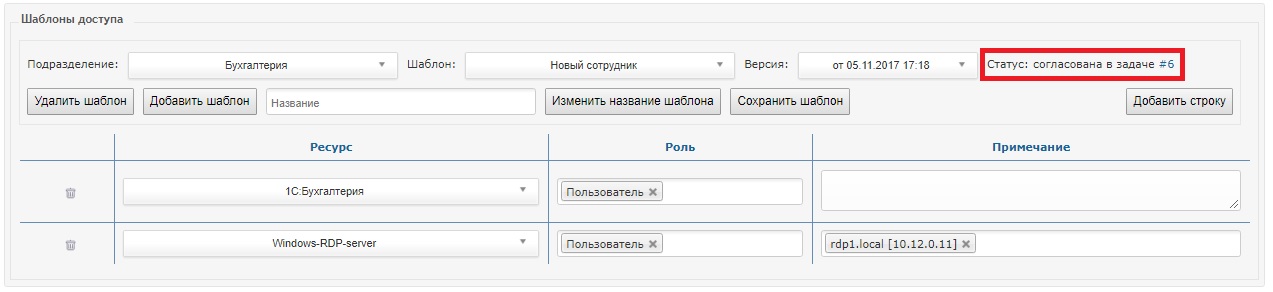 Шаблоны доступа
Подразделение: Бухгалтерия Шаблон: Новый сотрудник Версия: от 05.11.2017 17:18 Статус: согласована в задаче #6
Удалить шаблон Добавить шаблон Название Изменить название шаблона Сохранить шаблон Добавить строку
Ресурс Роль Примечание
1С:Бухгалтерия Пользователь
Windows-RDP-server Пользователь rdp1.local [10.12.0.11]